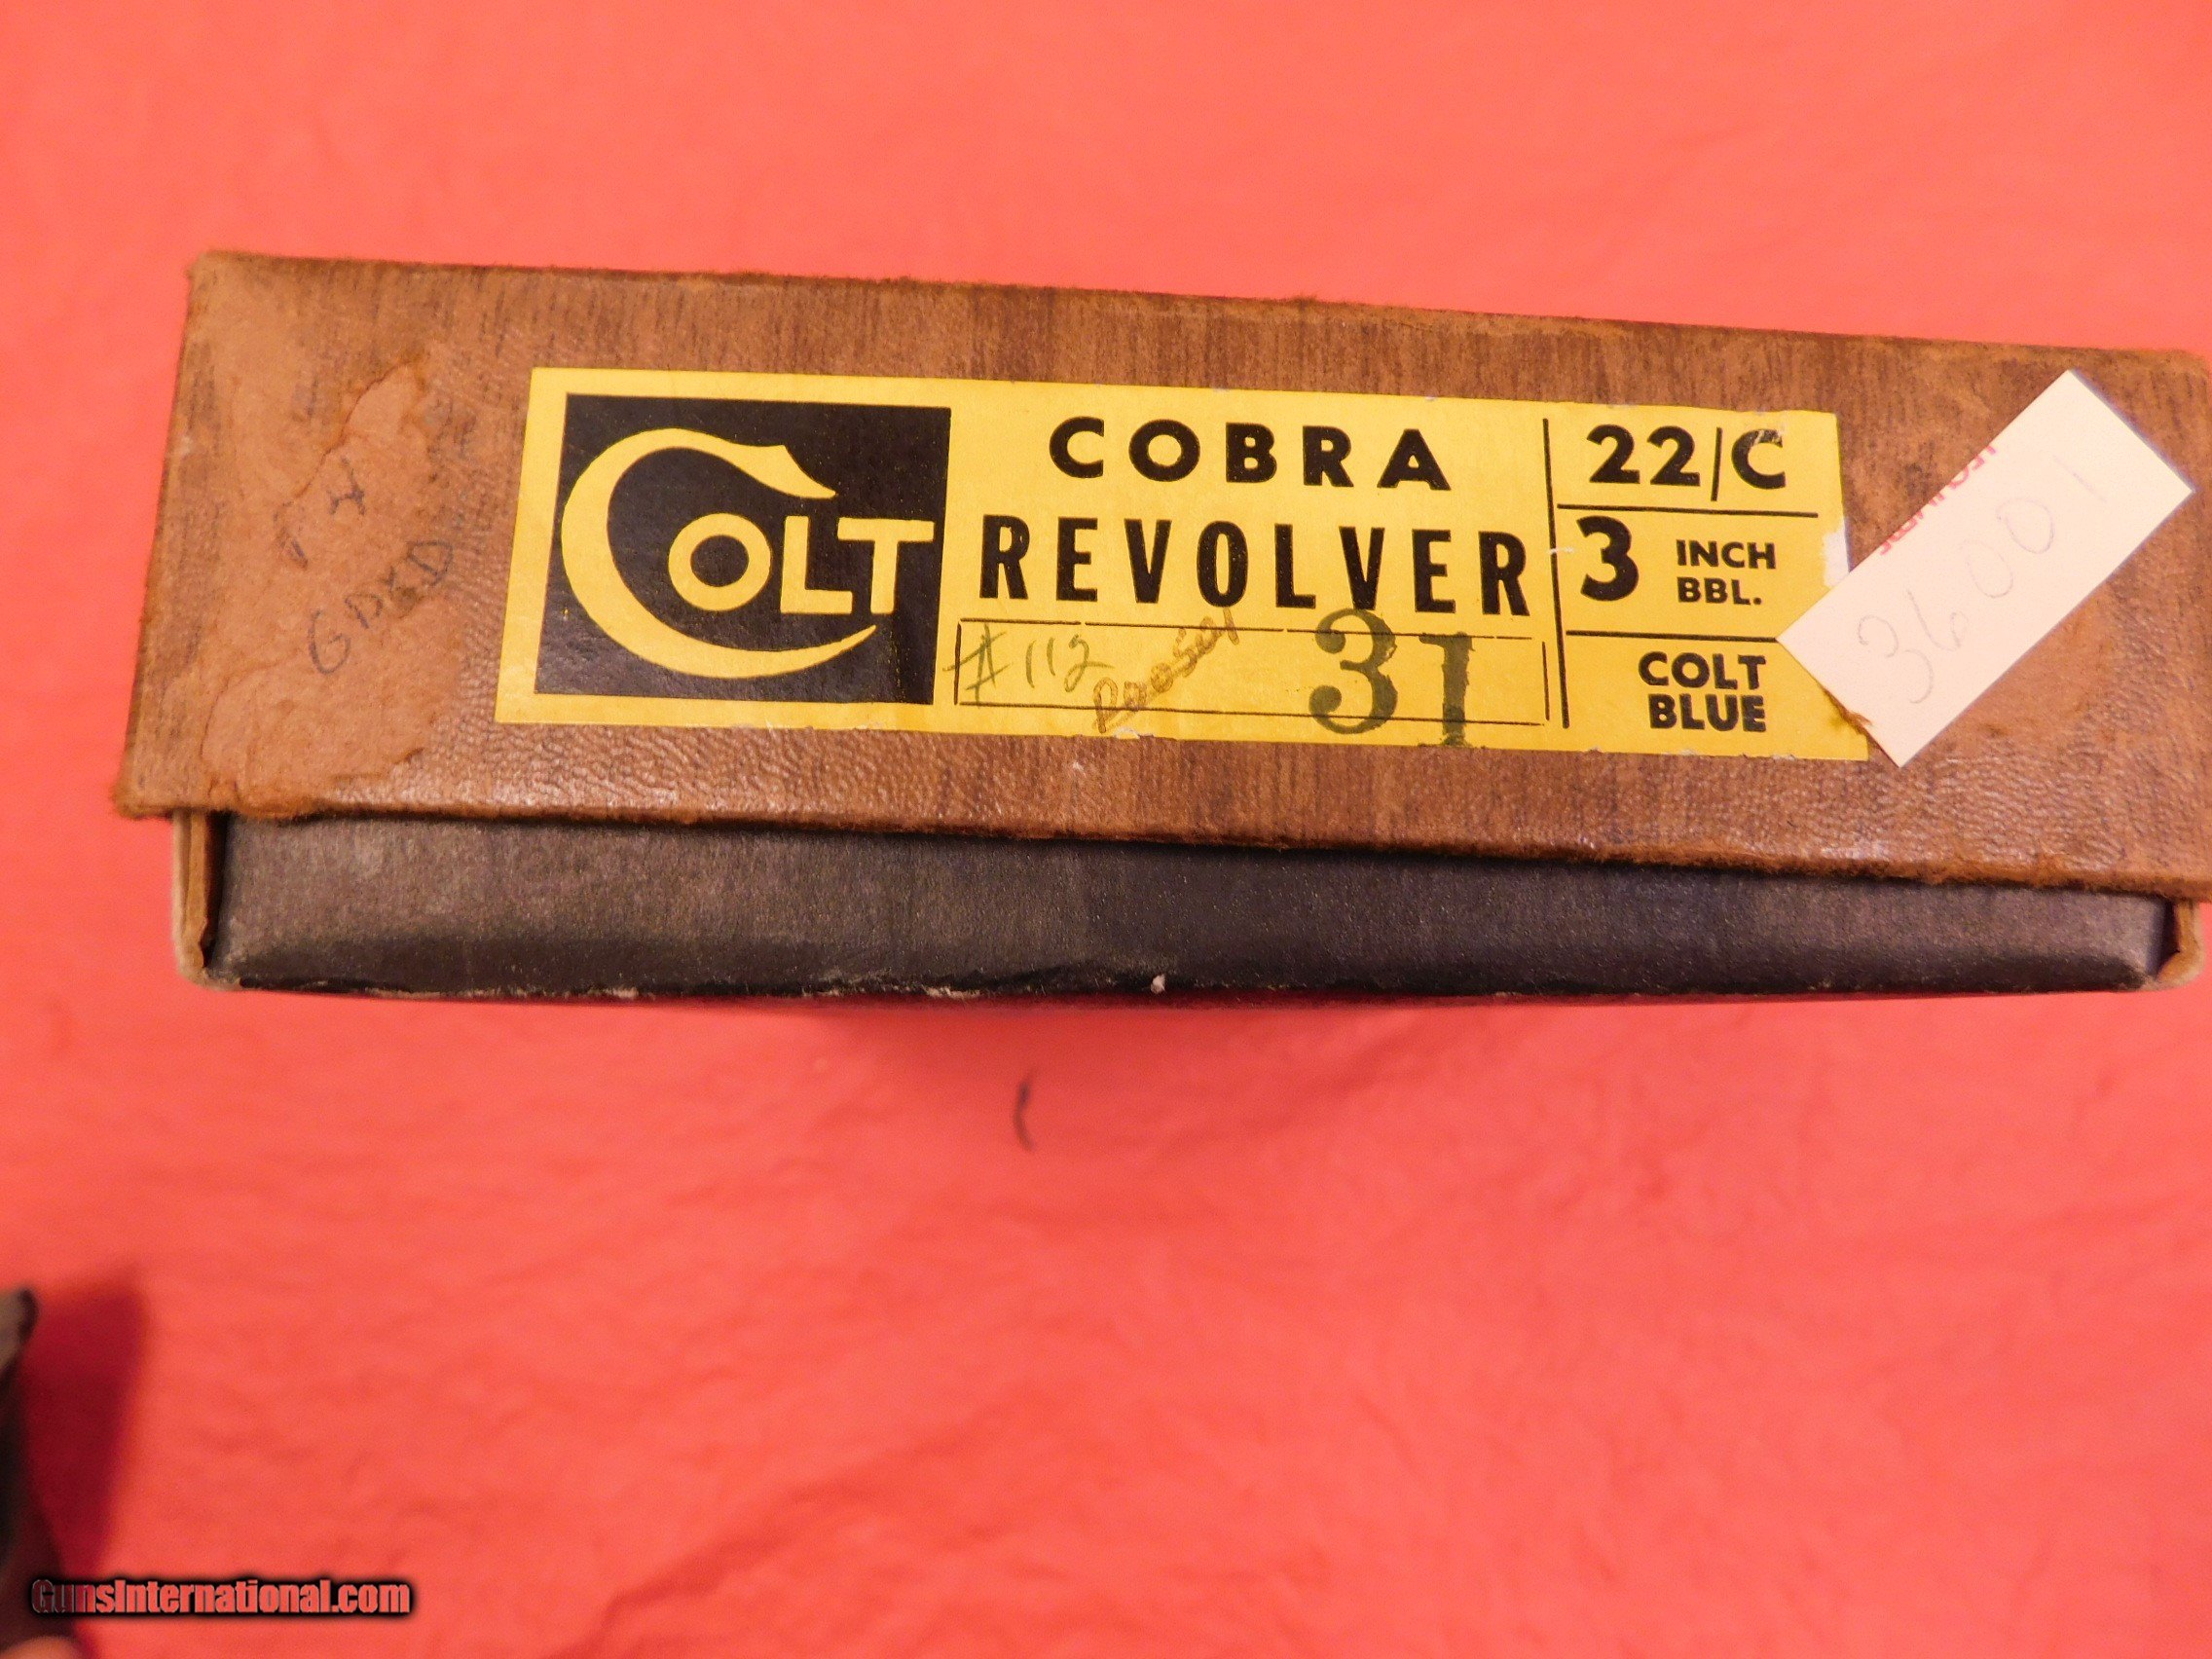 COLT
COBRA
REVOLVER
22/C
3 INCH
BBL.
COLT
BLUE
#112
31
36001
GunsInternational.com